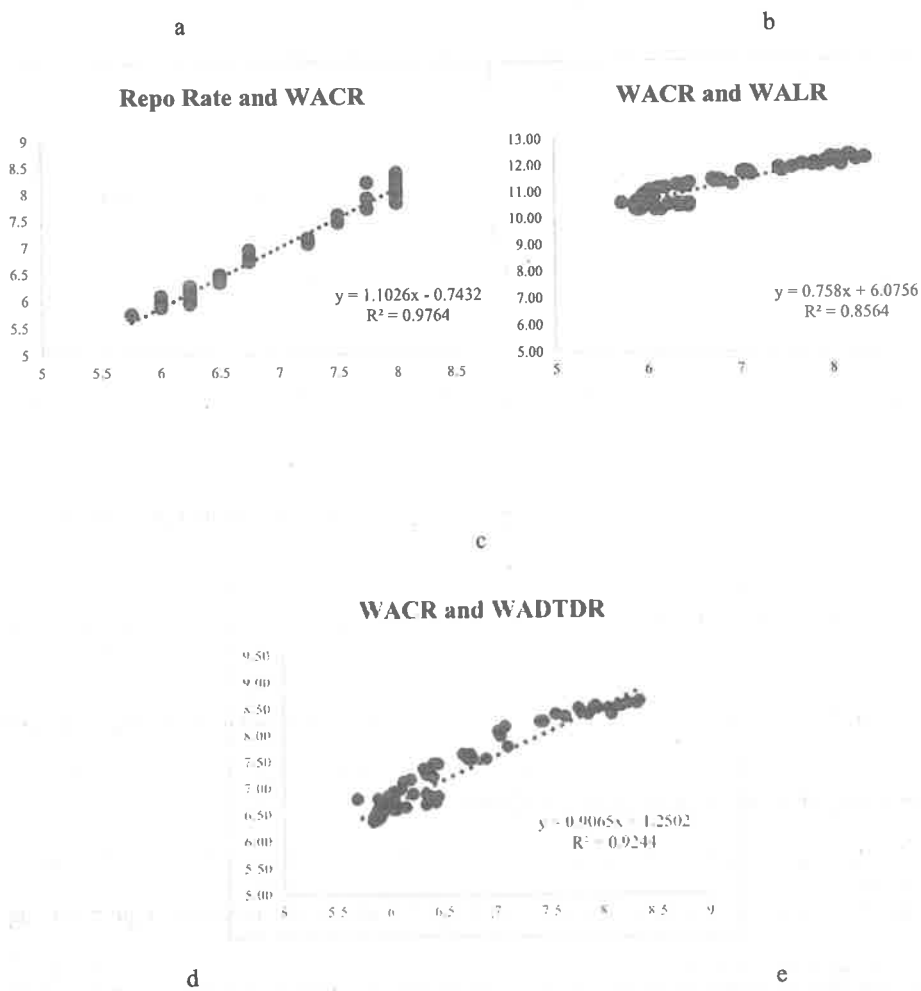 a
b
Repo Rate and WACR
9
8.5
8
7.5
7
6.5
6
5.5
5
y = 1.1026x - 0.7432
R² = 0.9764
5 5.5 6 6.5 7 7.5 8 8.5
WACR and WALR
13.00
12.00
11.00
10.00
9.00
8.00
7.00
6.00
5.00
y = 0.758x + 6.0756
R² = 0.8564
5 6 7 8
c
WACR and WADTDR
9.50
9.00
8.50
8.00
7.50
7.00
6.50
6.00
5.50
5.00
y 0.9065x 1.2502
R² 0.9244
5 5.5 6 6.5 7 7.5 8 8.5 9
d
e